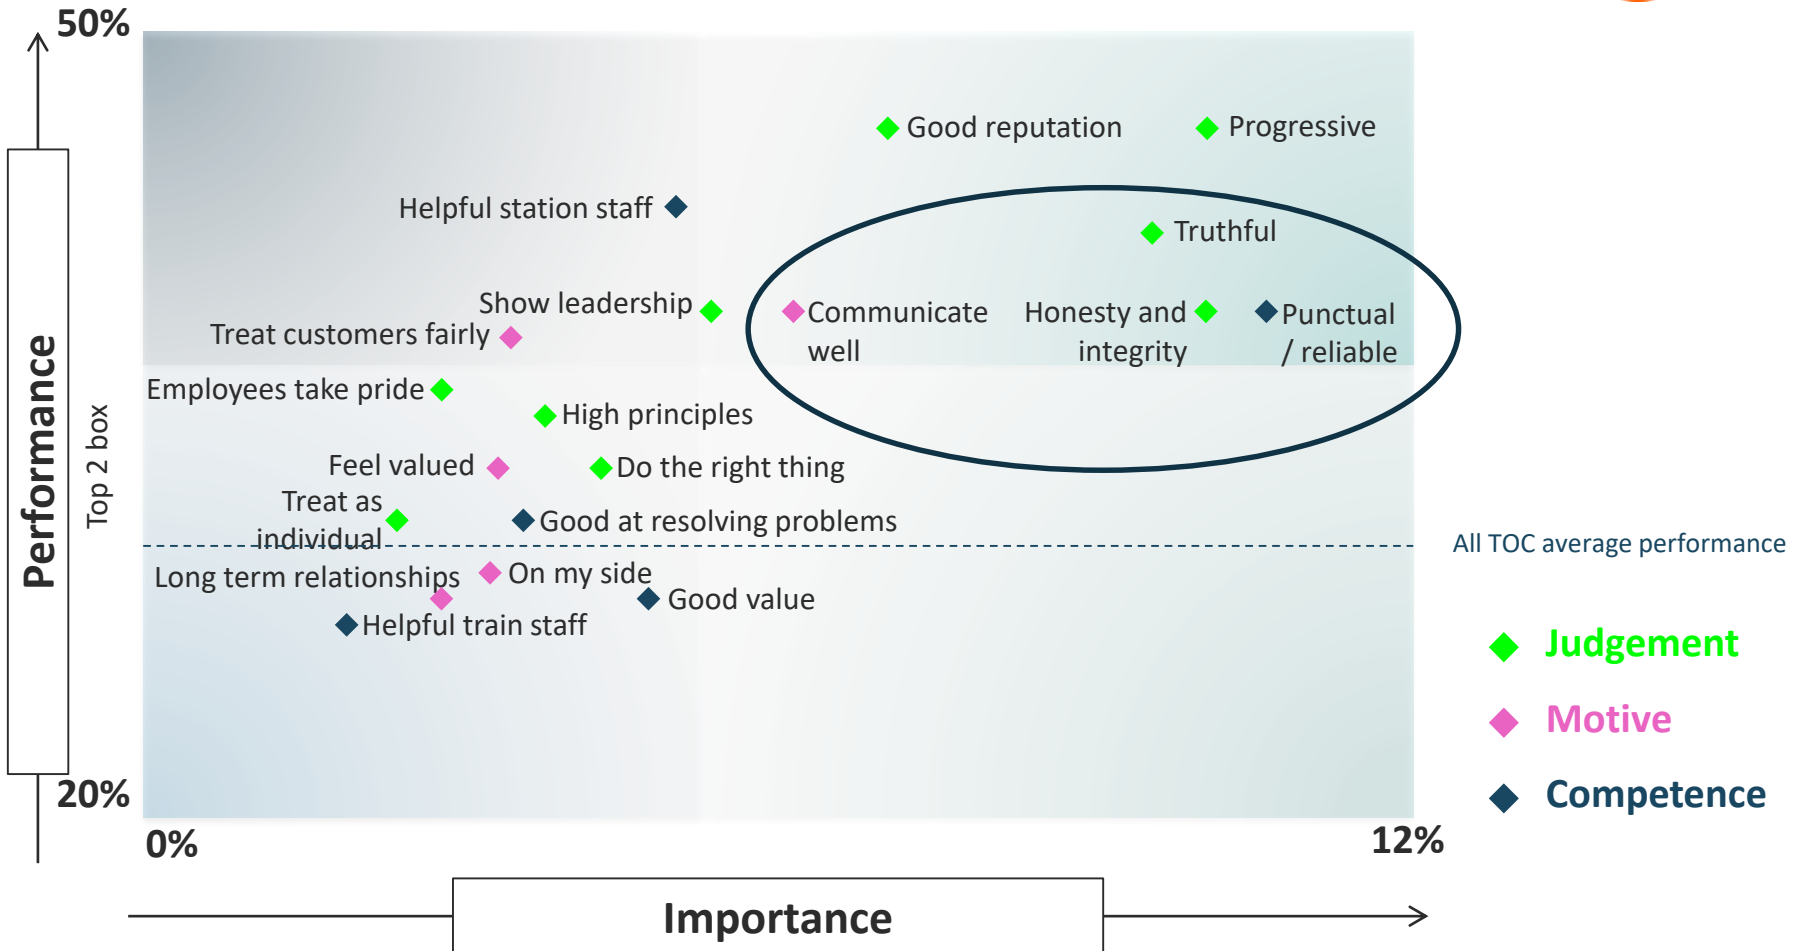 50%
Good reputation
Progressive
Helpful station staff
Truthful
Show leadership
Communicate
well
Honesty and
integrity
Punctual
/ reliable
Treat customers fairly
Employees take pride
High principles
Feel valued
Do the right thing
Treat as
individual
Good at resolving problems
All TOC average performance
Long term relationships
On my side
Good value
Helpful train staff
Performance
Top 2 box
Judgement
Motive
Competence
20%
0%
12%
Importance